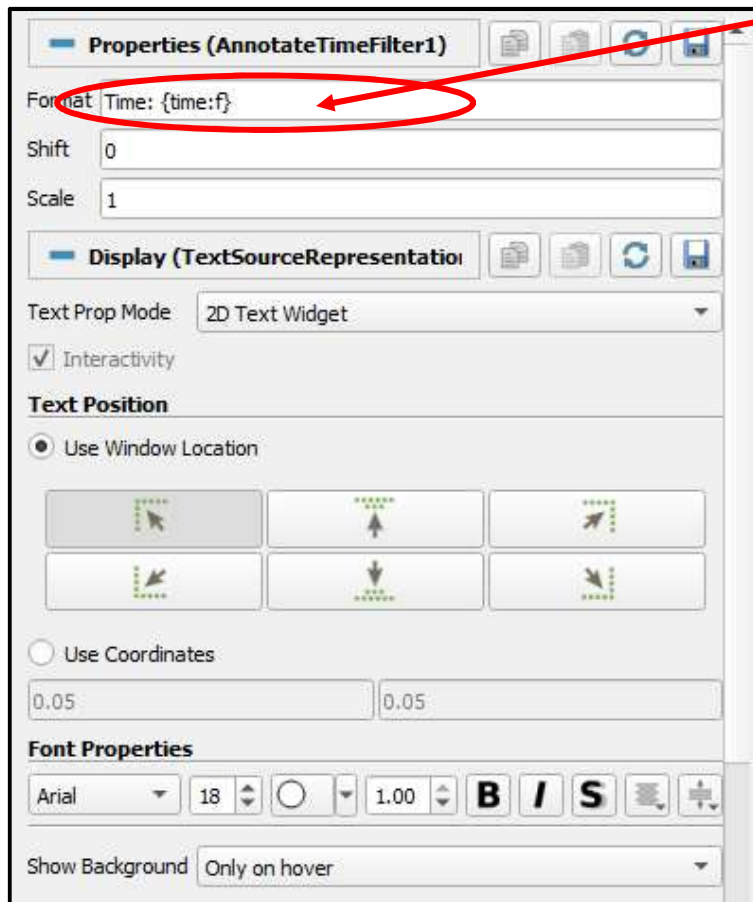 Properties (AnnotateTimeFilter1)
Format Time: {time:f}
Shift 0
Scale 1
Display (TextSourceRepresentation
Text Prop Mode 2D Text Widget
Interactivity
Text Position
Use Window Location
Use Coordinates
0.05 0.05
Font Properties
Arial 18 1.00 B I S
Show Background Only on hover